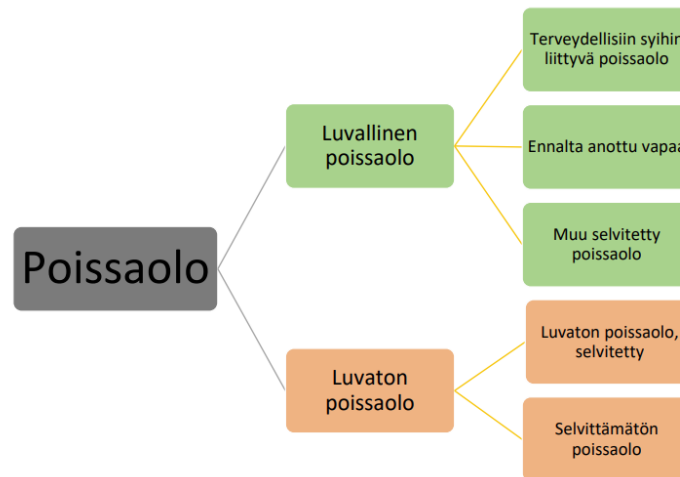 Poissaolo
Luvallinen
poissaolo
Terveydellisiin syihin
liittyvä poissaolo
Ennalta anottu vapaa
Muu selvitetty
poissaolo
Luvaton
poissaolo
Luvaton poissaolo,
selvitetty
Selvittämätön
poissaolo